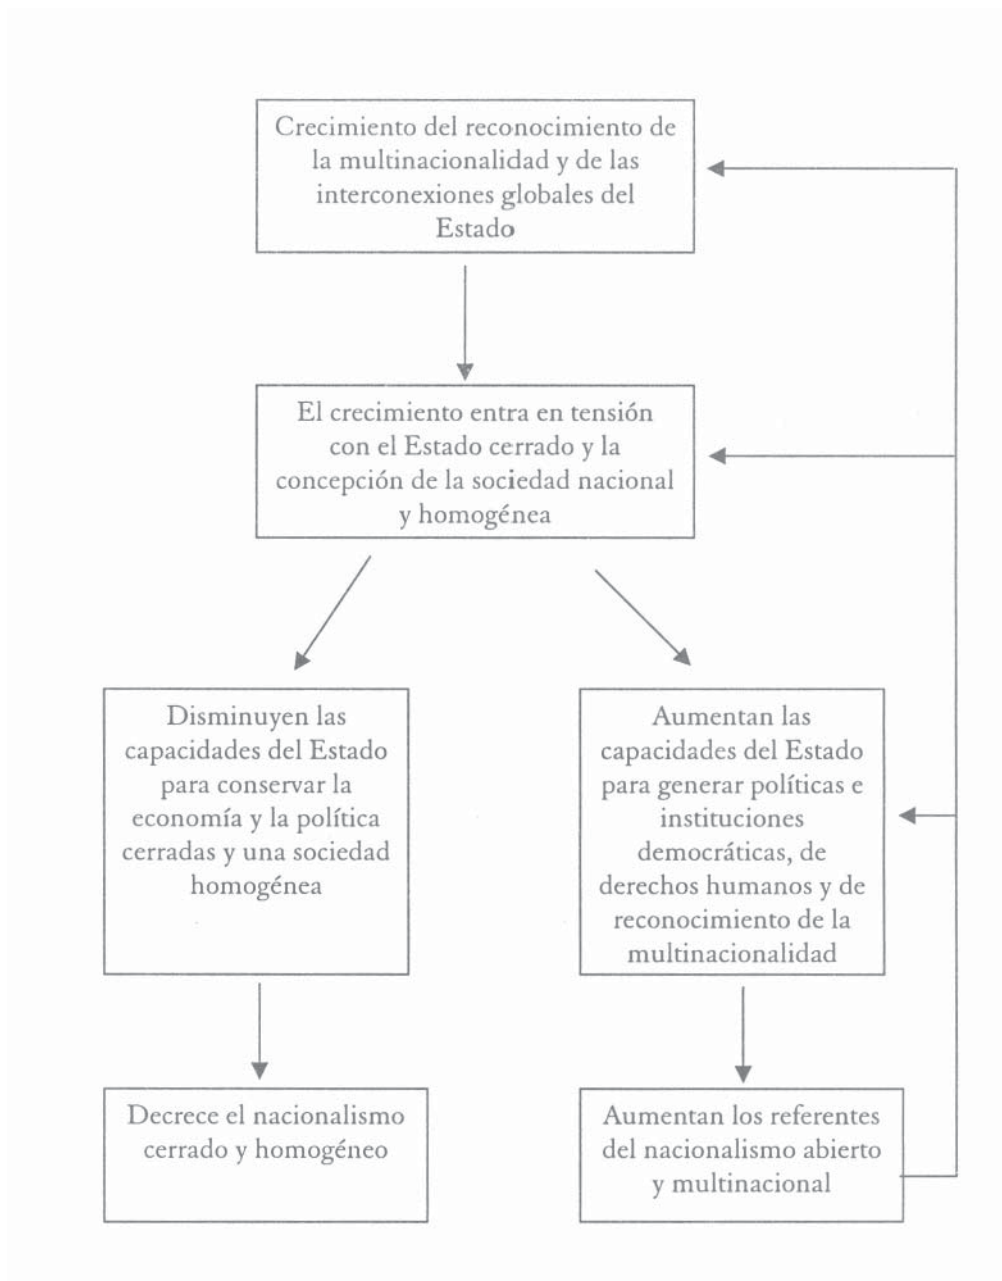 Crecimiento del reconocimiento de
la multinacionalidad y de las
interconexiones globales del
Estado
El crecimiento entra en tensión
con el Estado cerrado y la
concepción de la sociedad nacional
y homogénea
Disminuyen las
capacidades del Estado
para conservar la
economía y la política
cerradas y una sociedad
homogénea
Aumentan las
capacidades del Estado
para generar políticas e
instituciones
democráticas, de
derechos humanos y de
reconocimiento de la
multinacionalidad
Decrece el nacionalismo
cerrado y homogéneo
Aumentan los referentes
del nacionalismo abierto
y multinacional